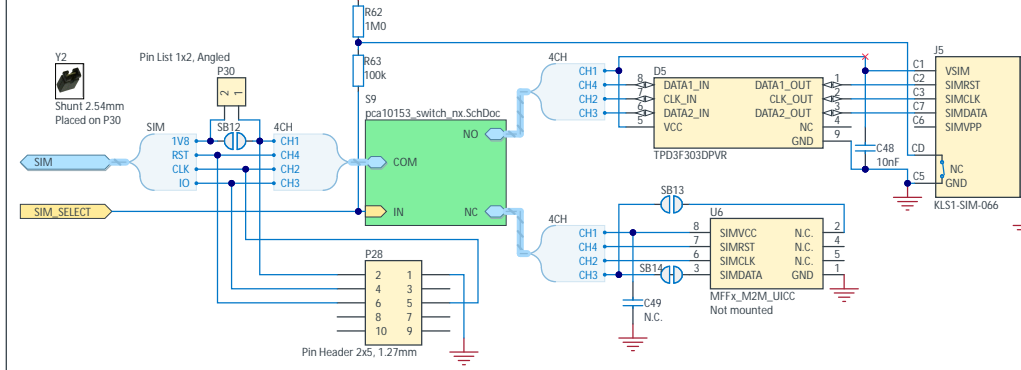 R62
1M0
R63
100k
Y2
Shunt 2.54mm
Placed on P30
Pin List 1x2, Angled
P30
2 1
SB12
SIM
1V8
RST
CLK
IO
4CH
CH1
CH4
CH2
CH3
SIM
SIM_SELECT
S9
pca10153_switch_nx.SchDoc
NO
COM
IN
NC
4CH
CH1
CH4
CH2
CH3
D5
8 DATA1_IN DATA1_OUT 1
7 CLK_IN CLK_OUT 2
6 DATA2_IN DATA2_OUT 3
5 VCC NC 4
GND 9
TPD3F303DPVR
C48
10nF
J5
C1 VSIM
C2 SIMRST
C3 SIMCLK
C7 SIMDATA
C6 SIMVPP
CD
NC
C5 GND
KLS1-SIM-066
4CH
CH1
CH4
CH2
CH3
SB13
SB14
U6
8 SIMVCC N.C. 2
7 SIMRST N.C. 4
6 SIMCLK N.C. 5
3 SIMDATA GND 1
MFFx_M2M_UICC
Not mounted
C49
N.C.
P28
2 1
4 3
6 5
8 7
10 9
Pin Header 2x5, 1.27mm